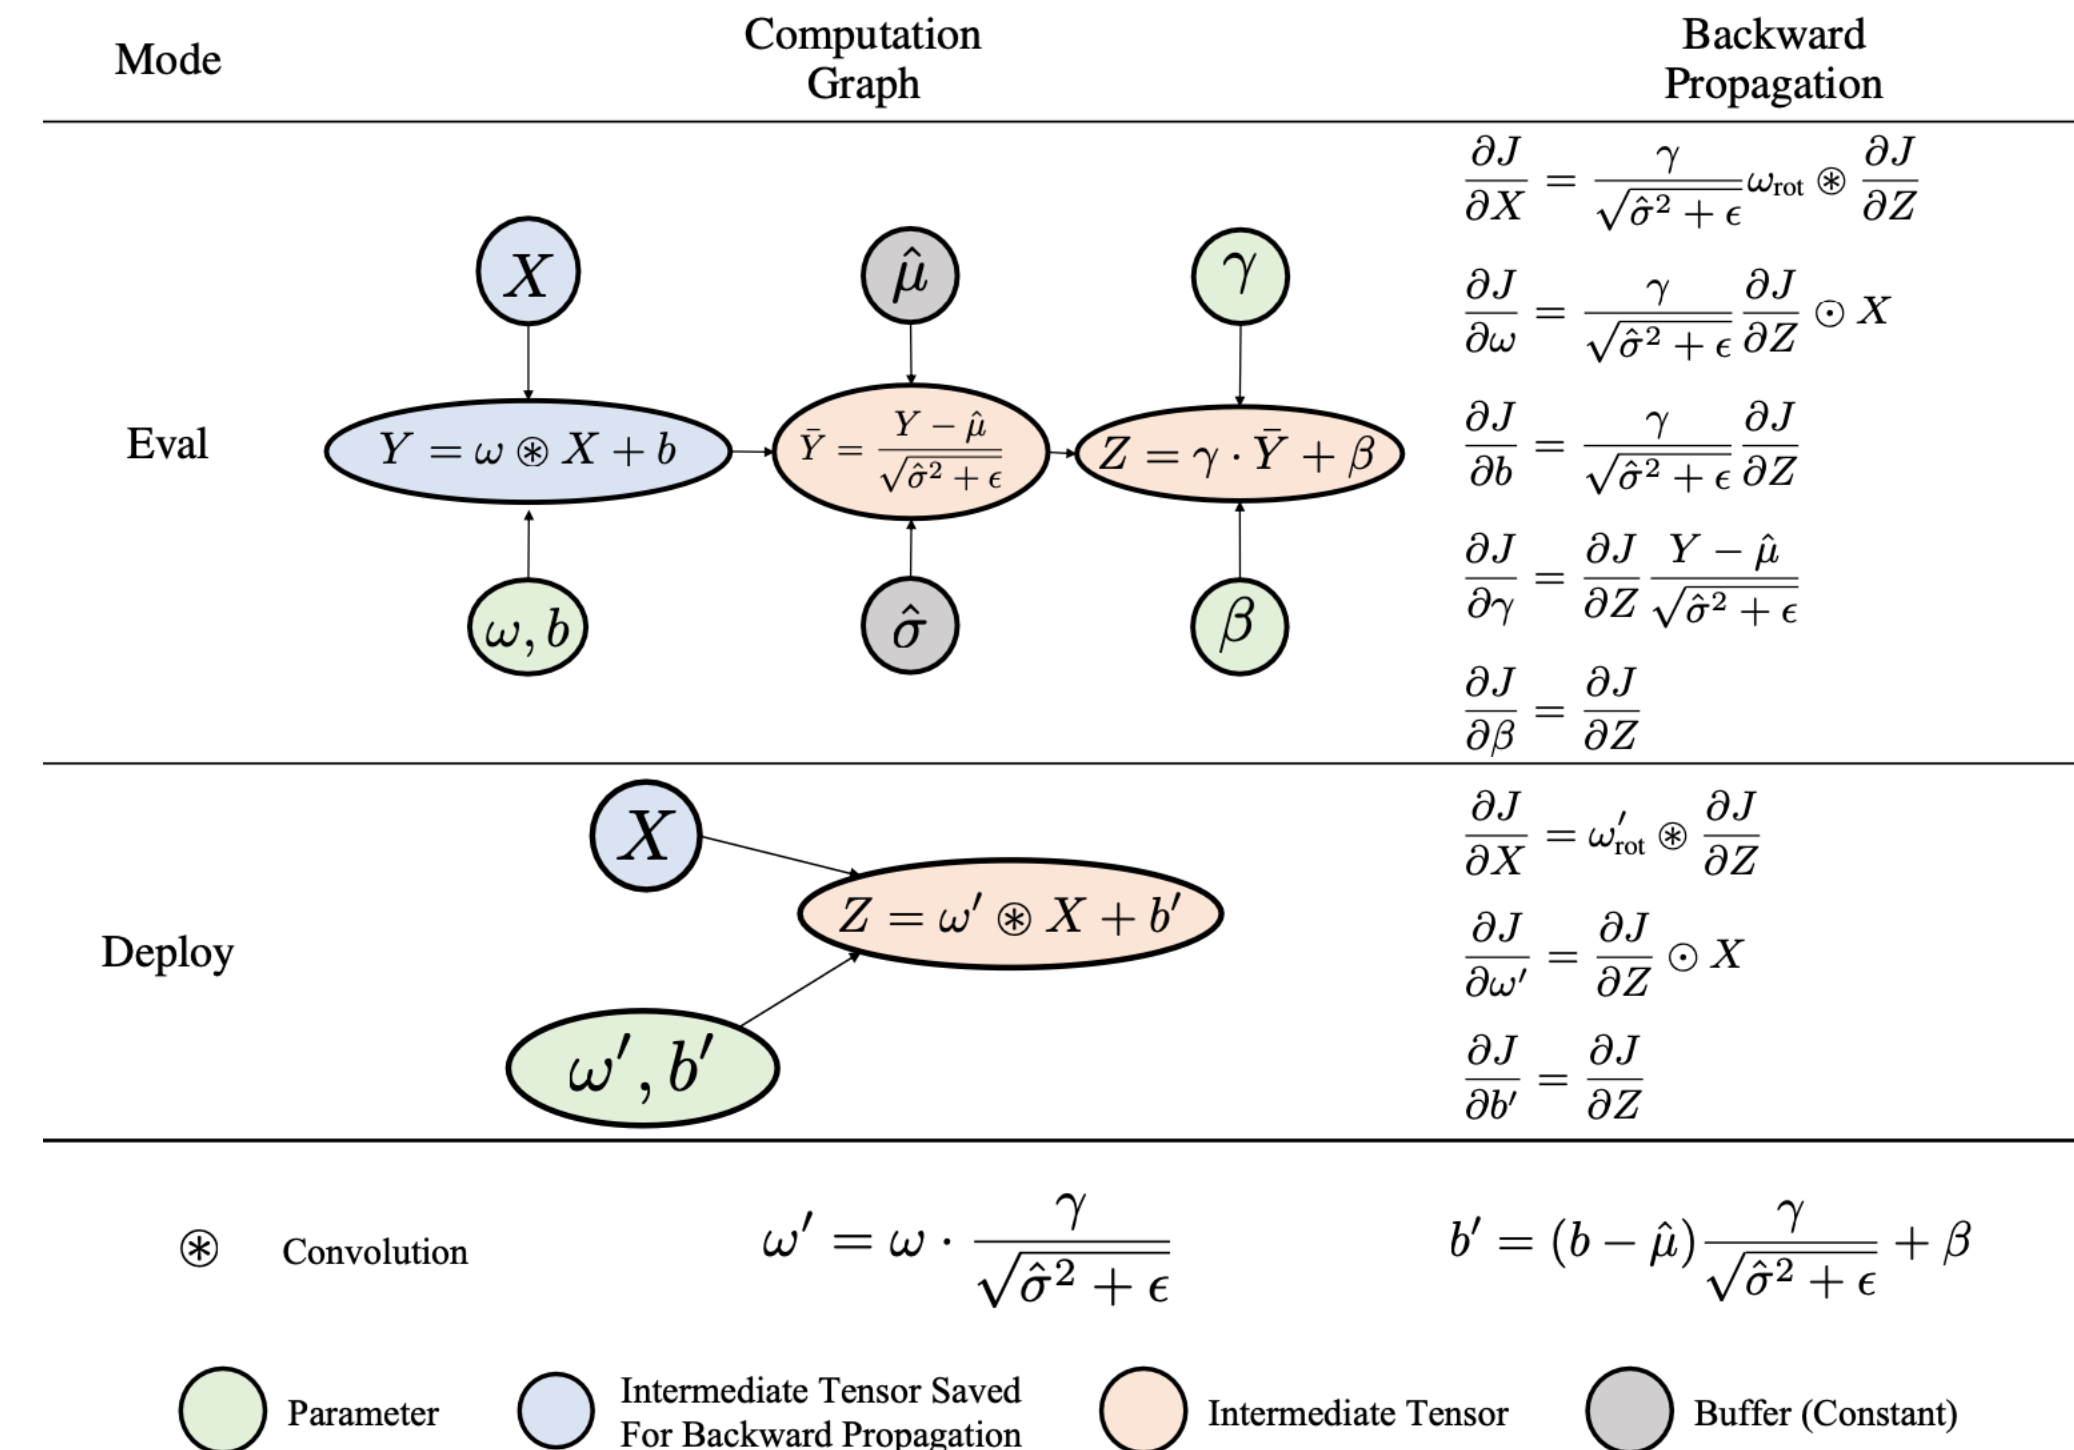 Mode
Computation
Graph
Backward
Propagation
Eval
X
μ̂
γ
Y = ω ⊛ X + b
Ȳ = (Y − μ̂) / √(σ̂² + ϵ)
Z = γ · Ȳ + β
ω, b
σ̂
β
∂J/∂X = γ/√(σ̂² + ϵ) ω_rot ⊛ ∂J/∂Z
∂J/∂ω = γ/√(σ̂² + ϵ) ∂J/∂Z ⊙ X
∂J/∂b = γ/√(σ̂² + ϵ) ∂J/∂Z
∂J/∂γ = ∂J/∂Z (Y − μ̂)/√(σ̂² + ϵ)
∂J/∂β = ∂J/∂Z
Deploy
X
Z = ω′ ⊛ X + b′
ω′, b′
∂J/∂X = ω′_rot ⊛ ∂J/∂Z
∂J/∂ω′ = ∂J/∂Z ⊙ X
∂J/∂b′ = ∂J/∂Z
⊛ Convolution
ω′ = ω · γ/√(σ̂² + ϵ)
b′ = (b − μ̂) γ/√(σ̂² + ϵ) + β
Parameter
Intermediate Tensor Saved
For Backward Propagation
Intermediate Tensor
Buffer (Constant)